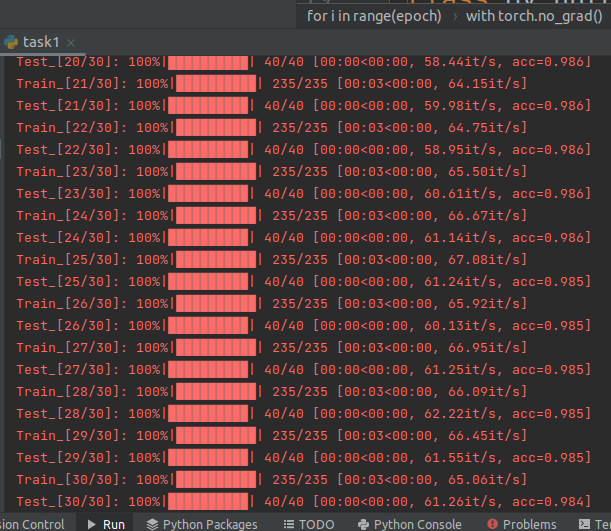 for i in range(epoch) › with torch.no_grad()
task1 ×
Test_[20/30]: 100%|██████████| 40/40 [00:00<00:00, 58.44it/s, acc=0.986]
Train_[21/30]: 100%|██████████| 235/235 [00:03<00:00, 64.15it/s]
Test_[21/30]: 100%|██████████| 40/40 [00:00<00:00, 59.98it/s, acc=0.986]
Train_[22/30]: 100%|██████████| 235/235 [00:03<00:00, 64.75it/s]
Test_[22/30]: 100%|██████████| 40/40 [00:00<00:00, 58.95it/s, acc=0.986]
Train_[23/30]: 100%|██████████| 235/235 [00:03<00:00, 65.50it/s]
Test_[23/30]: 100%|██████████| 40/40 [00:00<00:00, 60.61it/s, acc=0.986]
Train_[24/30]: 100%|██████████| 235/235 [00:03<00:00, 66.67it/s]
Test_[24/30]: 100%|██████████| 40/40 [00:00<00:00, 61.14it/s, acc=0.986]
Train_[25/30]: 100%|██████████| 235/235 [00:03<00:00, 67.08it/s]
Test_[25/30]: 100%|██████████| 40/40 [00:00<00:00, 61.24it/s, acc=0.985]
Train_[26/30]: 100%|██████████| 235/235 [00:03<00:00, 65.92it/s]
Test_[26/30]: 100%|██████████| 40/40 [00:00<00:00, 60.13it/s, acc=0.985]
Train_[27/30]: 100%|██████████| 235/235 [00:03<00:00, 66.95it/s]
Test_[27/30]: 100%|██████████| 40/40 [00:00<00:00, 61.25it/s, acc=0.985]
Train_[28/30]: 100%|██████████| 235/235 [00:03<00:00, 66.09it/s]
Test_[28/30]: 100%|██████████| 40/40 [00:00<00:00, 62.22it/s, acc=0.985]
Train_[29/30]: 100%|██████████| 235/235 [00:03<00:00, 66.45it/s]
Test_[29/30]: 100%|██████████| 40/40 [00:00<00:00, 61.55it/s, acc=0.985]
Train_[30/30]: 100%|██████████| 235/235 [00:03<00:00, 65.06it/s]
Test_[30/30]: 100%|██████████| 40/40 [00:00<00:00, 61.26it/s, acc=0.984]
sion Control Run Python Packages TODO Python Console Problems Te